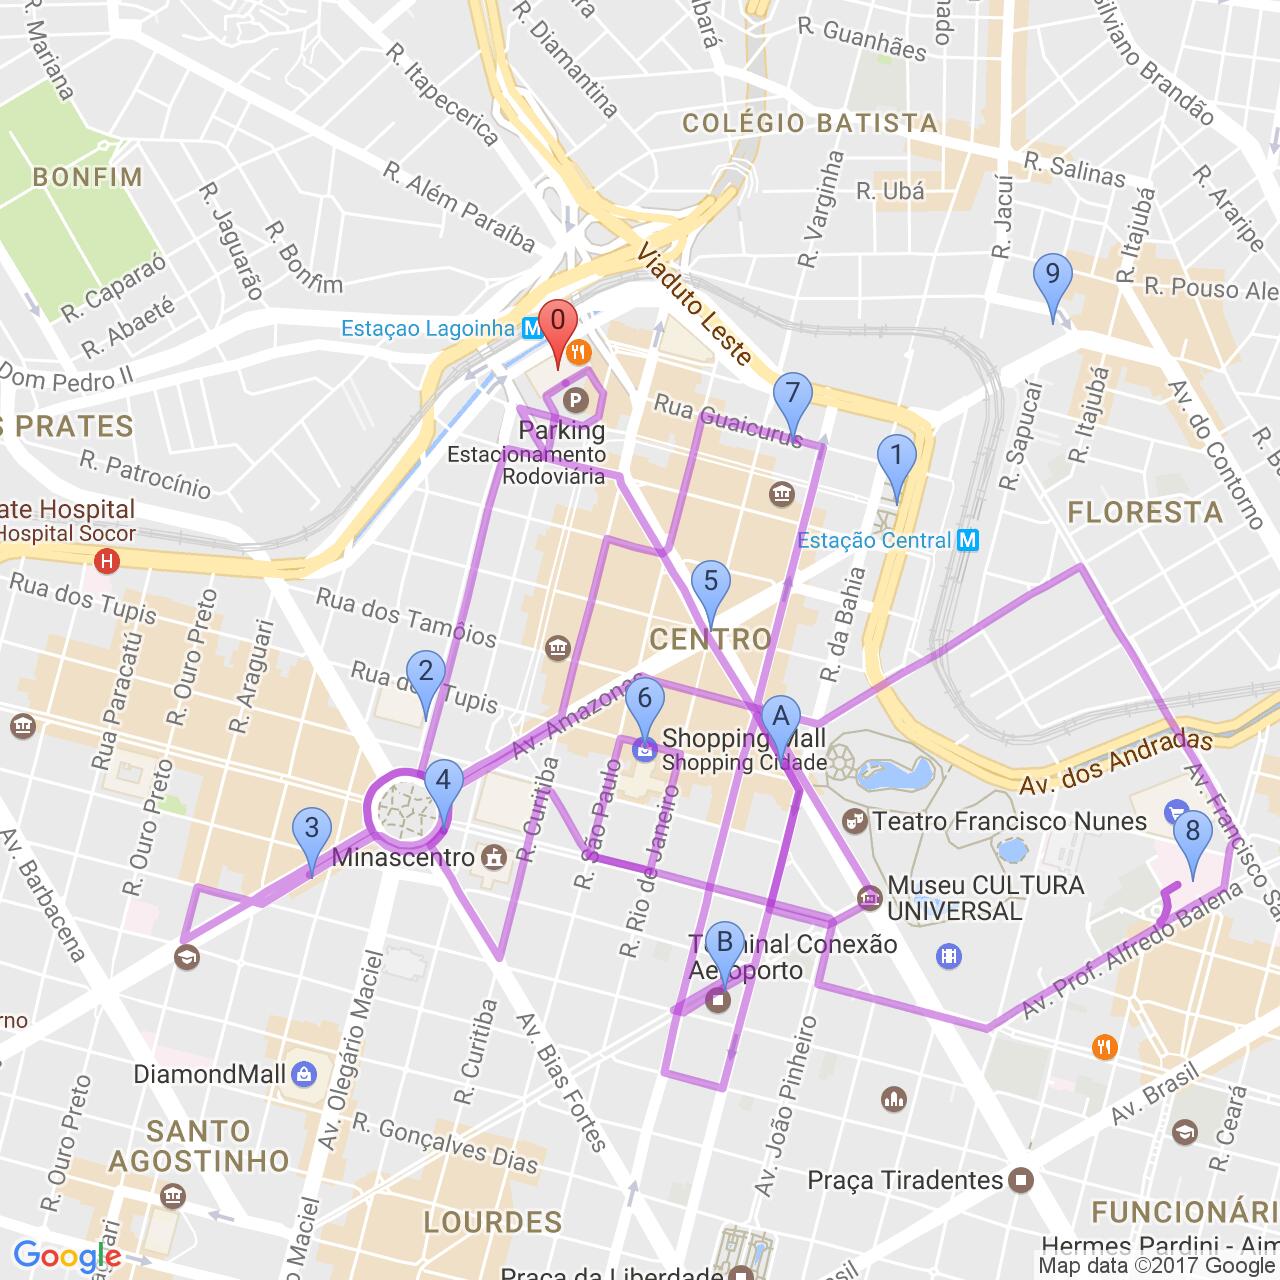 R. Mariana
R. Itapecerica
R. Diamantina
R. Guanhães
Silviano Brandão
COLÉGIO BATISTA
BONFIM
R. Além Paraíba
R. Jaguarão
R. Bonfim
R. Varginha
R. Ubá
R. Salinas
R. Jacuí
R. Itajubá
R. Araripe
R. Caparaó
R. Abaeté
Viaduto Leste
R. Pouso Ale
9
Estaçao Lagoinha
M
0
Dom Pedro II
S PRATES
R. Patrocínio
P
Parking
Estacionamento
Rodoviária
Rua Guaicurus
7
1
R. Sapucaí
R. Itajubá
Av. do Contorno
FLORESTA
ate Hospital
Hospital Socor
H
Estação Central
M
Rua dos Tupis
R. Ouro Preto
Rua Paracatú
R. Araguari
Rua dos Tamôios
Rua dos Tupis
2
5
CENTRO
R. da Bahia
6
A
Av. Amazonas
Shopping Mall
Shopping Cidade
Av. dos Andradas
Av. Francisco Sa
R. Ouro Preto
3
4
Minascentro
R. Curitiba
R. São Paulo
R. Rio de Janeiro
Teatro Francisco Nunes
8
Museu CULTURA
UNIVERSAL
Av. Barbacena
B
Terminal Conexão
Aeroporto
Av. Prof. Alfredo Balena
rno
DiamondMall
Av. Olegário Maciel
R. Curitiba
Av. Bias Fortes
Av. João Pinheiro
R. Ouro Preto
SANTO
AGOSTINHO
R. Gonçalves Dias
Av. Brasil
R. Ceará
Praça Tiradentes
LOURDES
FUNCIONÁRI
Hermes Pardini - Aim
Praça da Liberdade
Google
Map data ©2017 Google